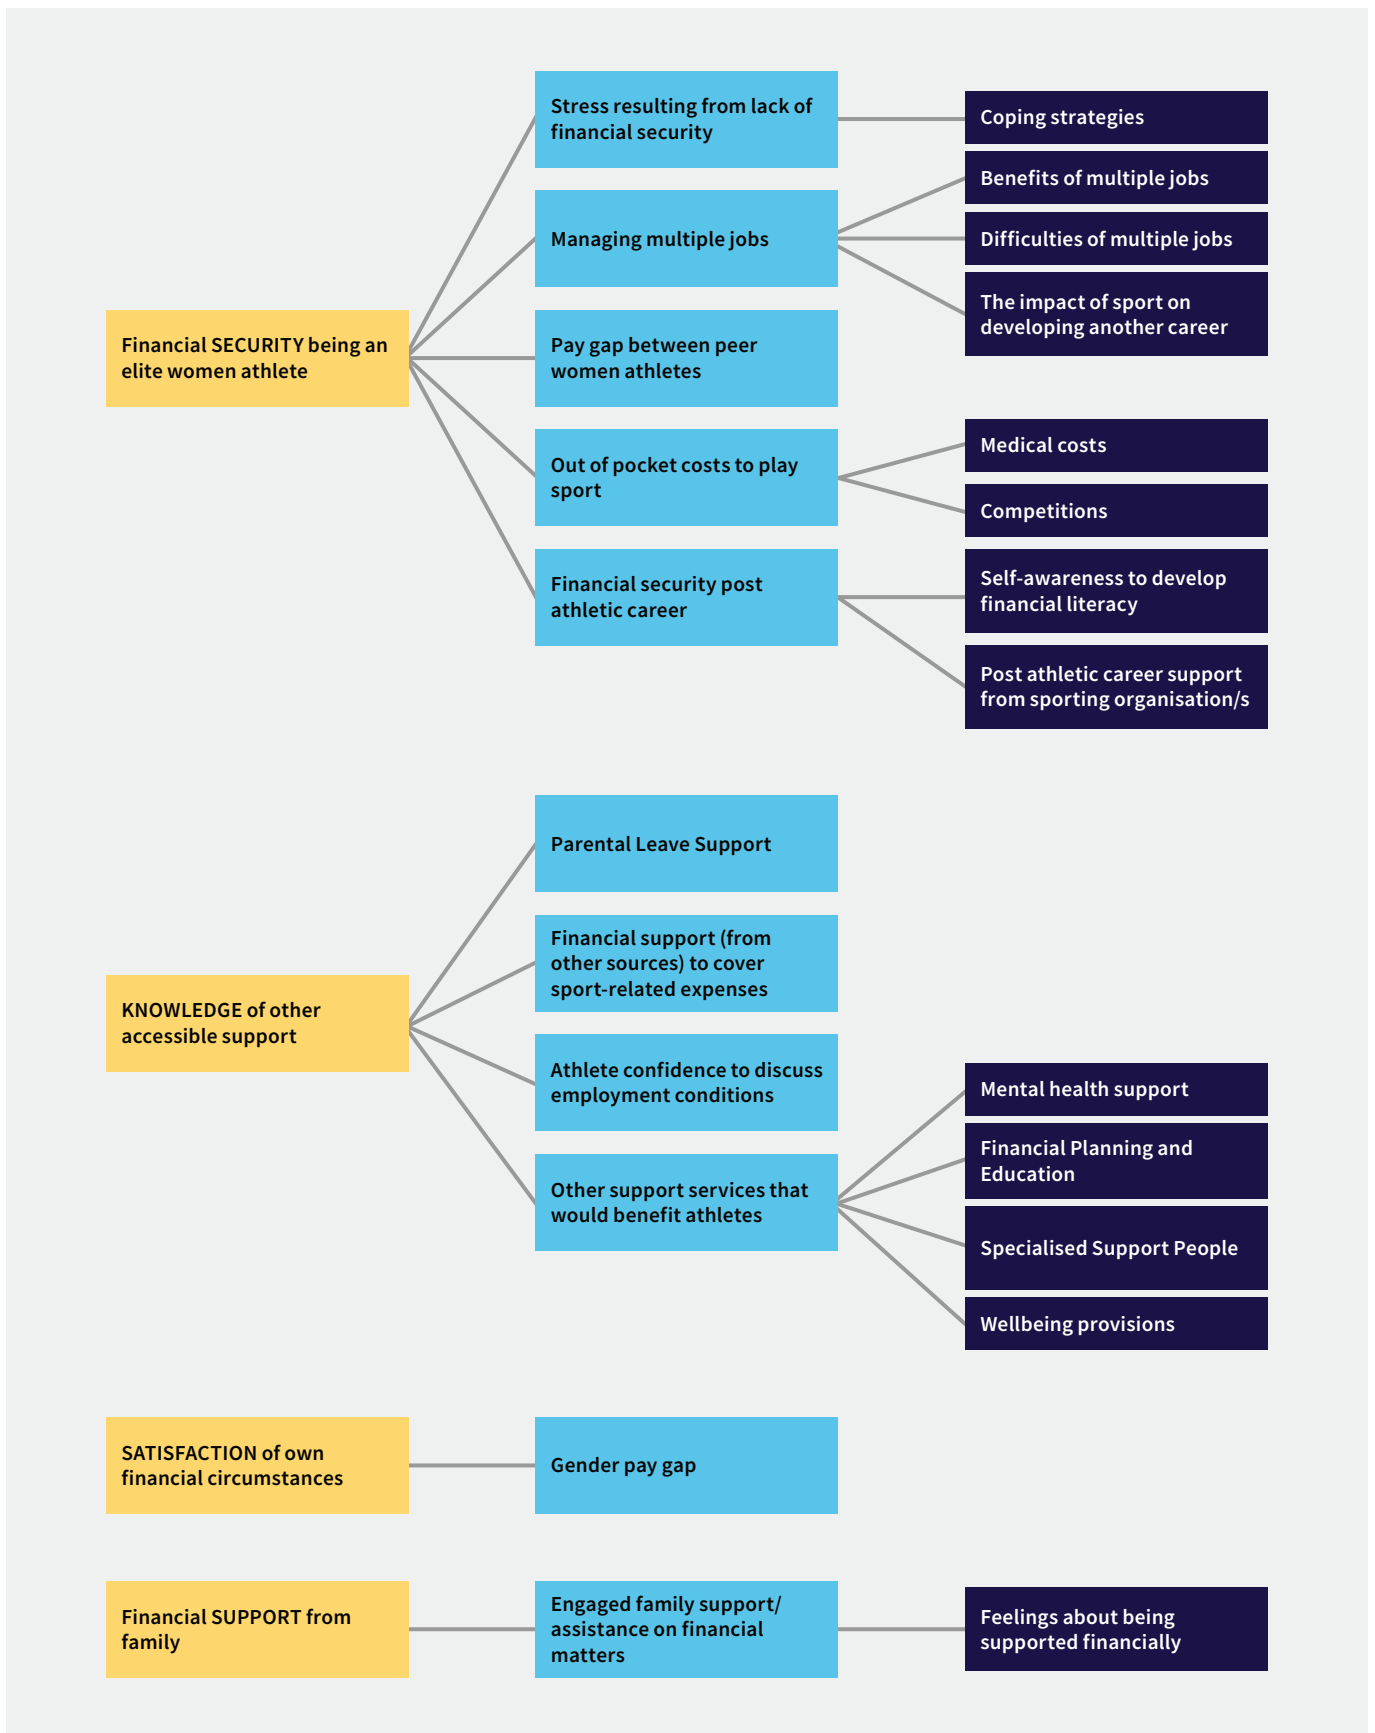 Financial SECURITY being an
elite women athlete
Stress resulting from lack of
financial security
Coping strategies
Managing multiple jobs
Benefits of multiple jobs
Difficulties of multiple jobs
The impact of sport on
developing another career
Pay gap between peer
women athletes
Out of pocket costs to play
sport
Medical costs
Competitions
Financial security post
athletic career
Self-awareness to develop
financial literacy
Post athletic career support
from sporting organisation/s
KNOWLEDGE of other
accessible support
Parental Leave Support
Financial support (from
other sources) to cover
sport-related expenses
Athlete confidence to discuss
employment conditions
Other support services that
would benefit athletes
Mental health support
Financial Planning and
Education
Specialised Support People
Wellbeing provisions
SATISFACTION of own
financial circumstances
Gender pay gap
Financial SUPPORT from
family
Engaged family support/
assistance on financial
matters
Feelings about being
supported financially